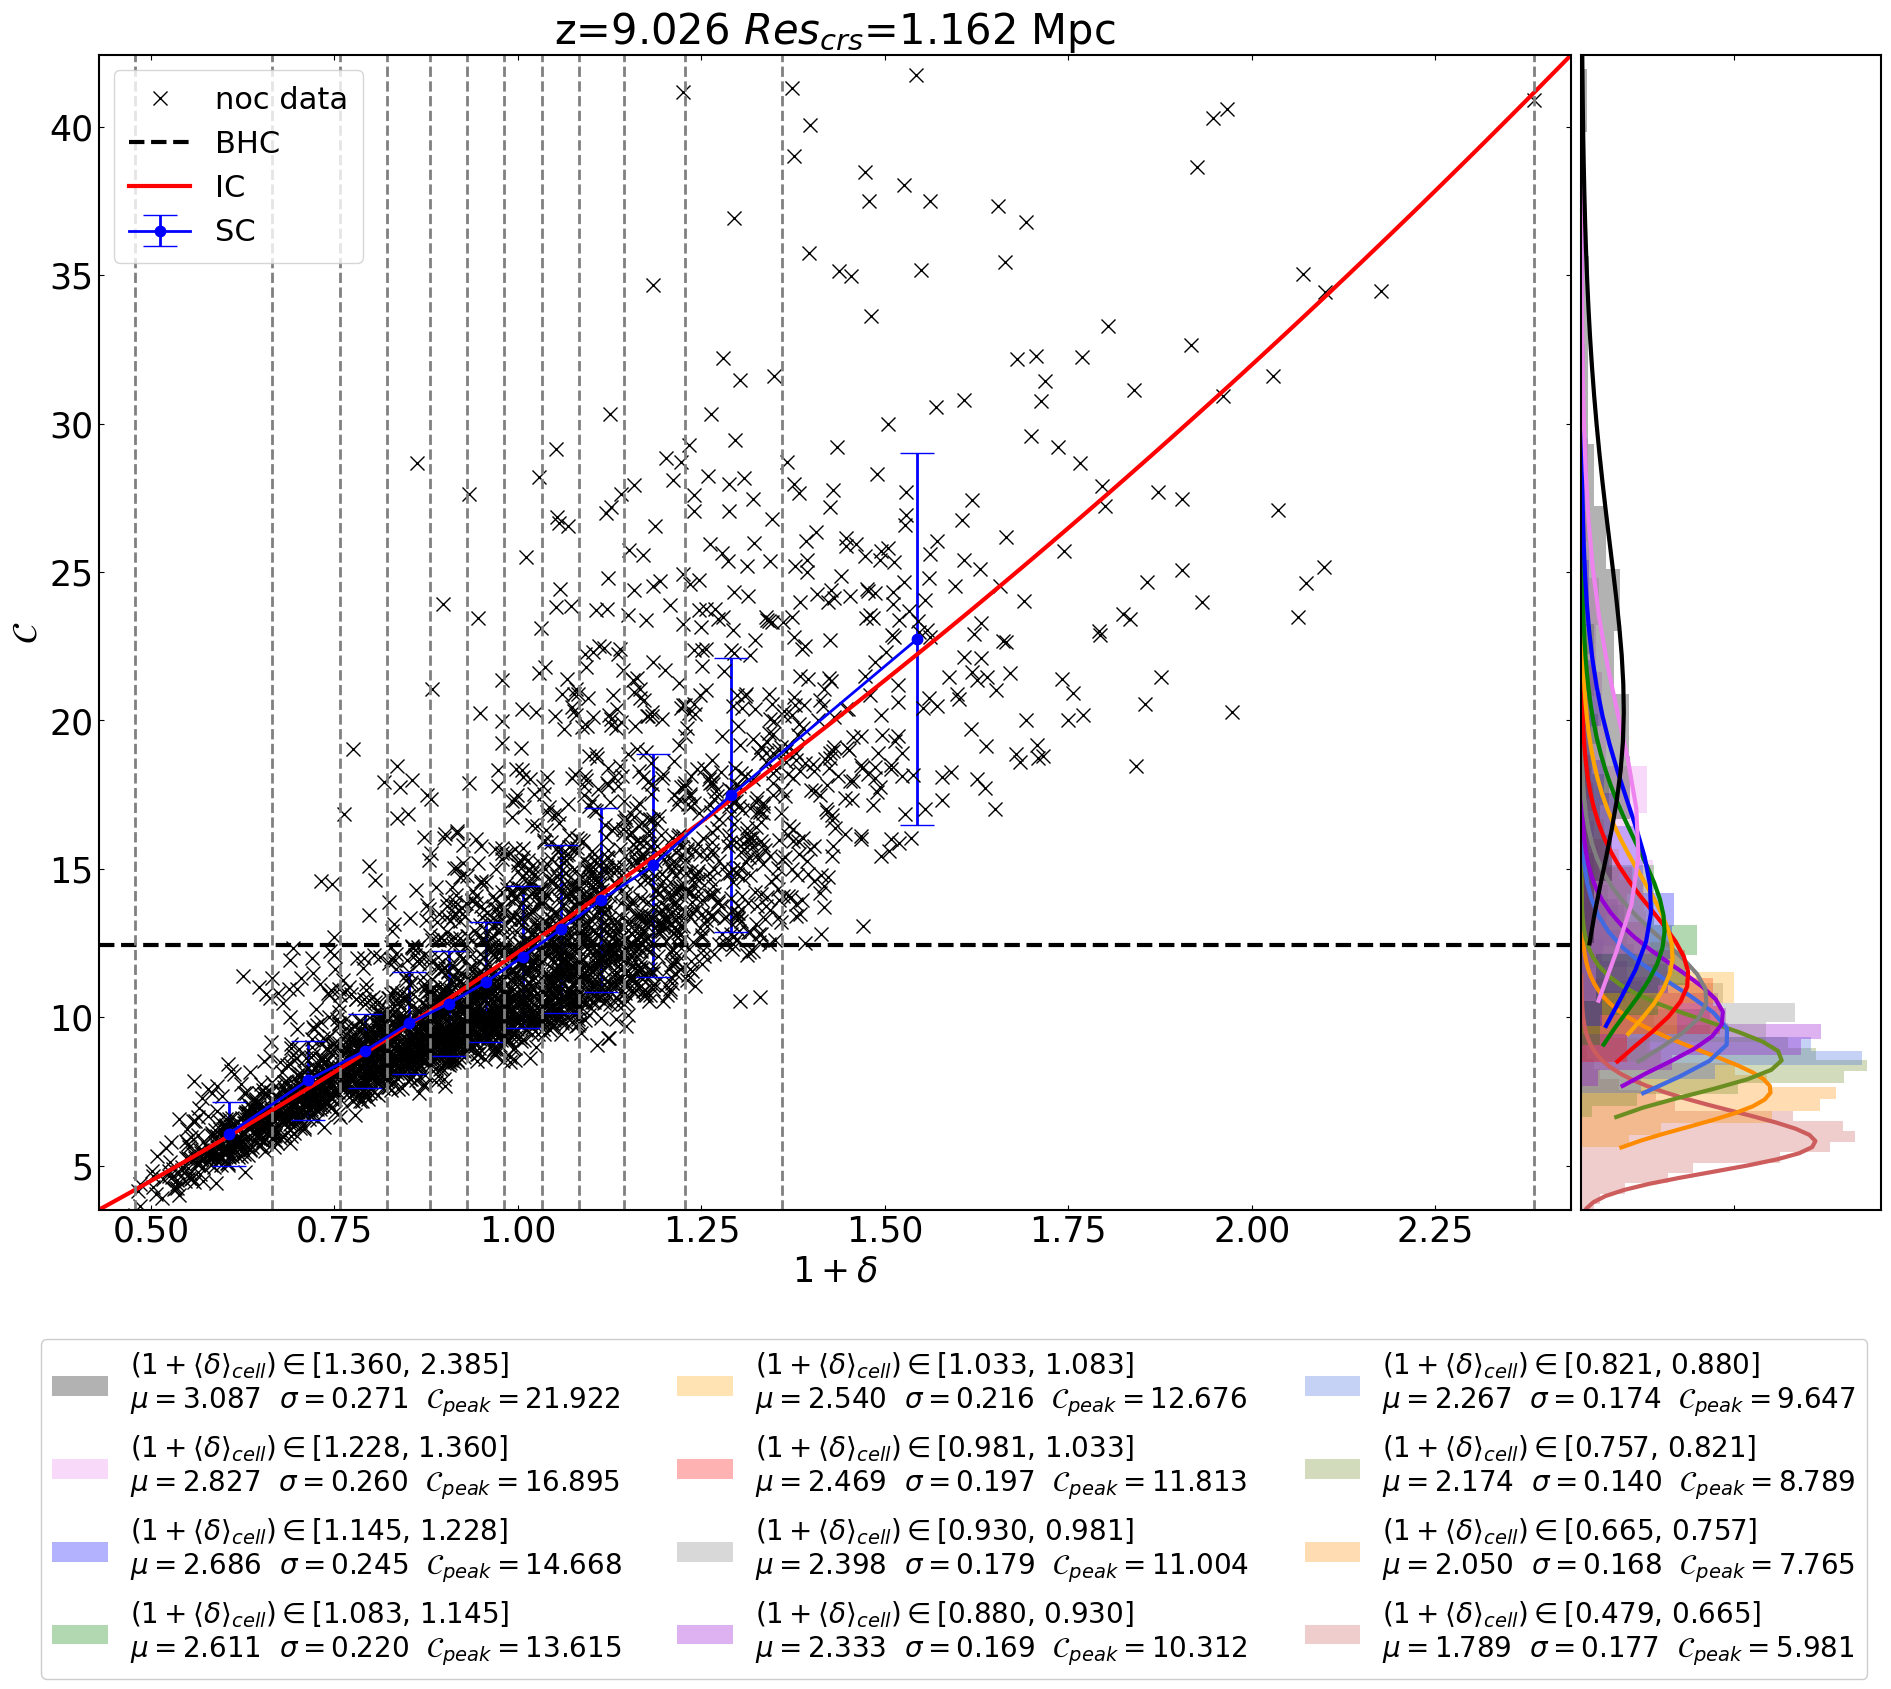 z=9.026 Res_crs=1.162 Mpc
noc data
BHC
IC
SC
40
35
30
25
20
15
10
5
𝒞
0.50 0.75 1.00 1.25 1.50 1.75 2.00 2.25
1 + δ
(1 + ⟨δ⟩_cell) ∈ [1.360, 2.385]
μ = 3.087 σ = 0.271 𝒞_peak = 21.922
(1 + ⟨δ⟩_cell) ∈ [1.228, 1.360]
μ = 2.827 σ = 0.260 𝒞_peak = 16.895
(1 + ⟨δ⟩_cell) ∈ [1.145, 1.228]
μ = 2.686 σ = 0.245 𝒞_peak = 14.668
(1 + ⟨δ⟩_cell) ∈ [1.083, 1.145]
μ = 2.611 σ = 0.220 𝒞_peak = 13.615
(1 + ⟨δ⟩_cell) ∈ [1.033, 1.083]
μ = 2.540 σ = 0.216 𝒞_peak = 12.676
(1 + ⟨δ⟩_cell) ∈ [0.981, 1.033]
μ = 2.469 σ = 0.197 𝒞_peak = 11.813
(1 + ⟨δ⟩_cell) ∈ [0.930, 0.981]
μ = 2.398 σ = 0.179 𝒞_peak = 11.004
(1 + ⟨δ⟩_cell) ∈ [0.880, 0.930]
μ = 2.333 σ = 0.169 𝒞_peak = 10.312
(1 + ⟨δ⟩_cell) ∈ [0.821, 0.880]
μ = 2.267 σ = 0.174 𝒞_peak = 9.647
(1 + ⟨δ⟩_cell) ∈ [0.757, 0.821]
μ = 2.174 σ = 0.140 𝒞_peak = 8.789
(1 + ⟨δ⟩_cell) ∈ [0.665, 0.757]
μ = 2.050 σ = 0.168 𝒞_peak = 7.765
(1 + ⟨δ⟩_cell) ∈ [0.479, 0.665]
μ = 1.789 σ = 0.177 𝒞_peak = 5.981